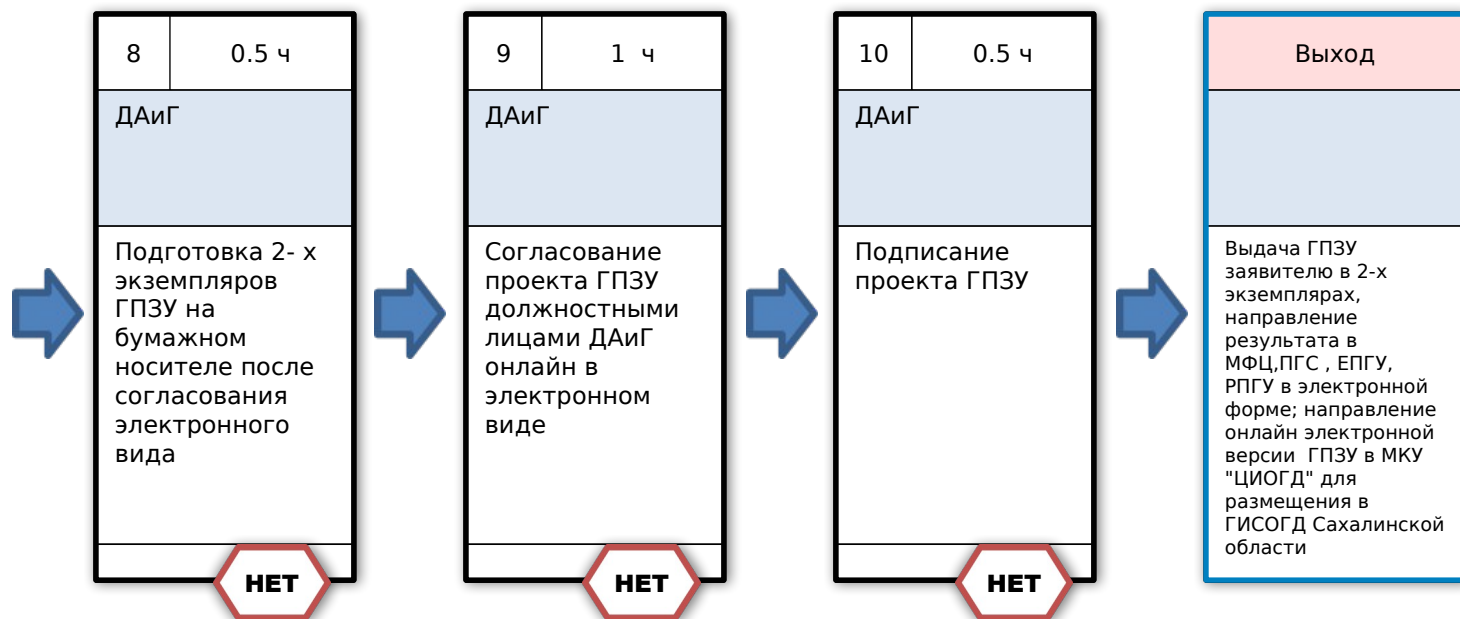 8
0.5 ч
ДАиГ
Подготовка 2- х
экземпляров
ГПЗУ на
бумажном
носителе после
согласования
электронного
вида
НЕТ
9
1 ч
ДАиГ
Согласование
проекта ГПЗУ
должностными
лицами ДАиГ
онлайн в
электронном
виде
НЕТ
10
0.5 ч
ДАиГ
Подписание
проекта ГПЗУ
НЕТ
Выход
Выдача ГПЗУ
заявителю в 2-х
экземплярах,
направление
результата в
МФЦ,ПГС , ЕПГУ,
РПГУ в электронной
форме; направление
онлайн электронной
версии ГПЗУ в МКУ
"ЦИОГД" для
размещения в
ГИСОГД Сахалинской
области